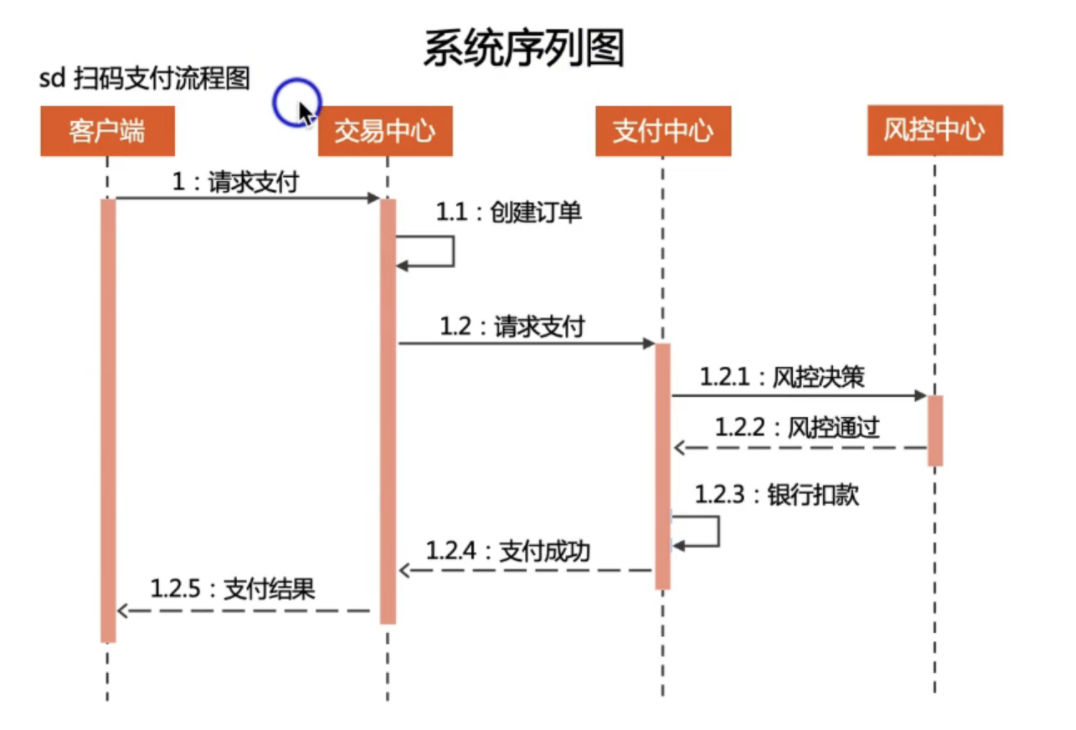 系统序列图
sd 扫码支付流程图
客户端
交易中心
支付中心
风控中心
1：请求支付
1.1：创建订单
1.2：请求支付
1.2.1：风控决策
1.2.2：风控通过
1.2.3：银行扣款
1.2.4：支付成功
1.2.5：支付结果